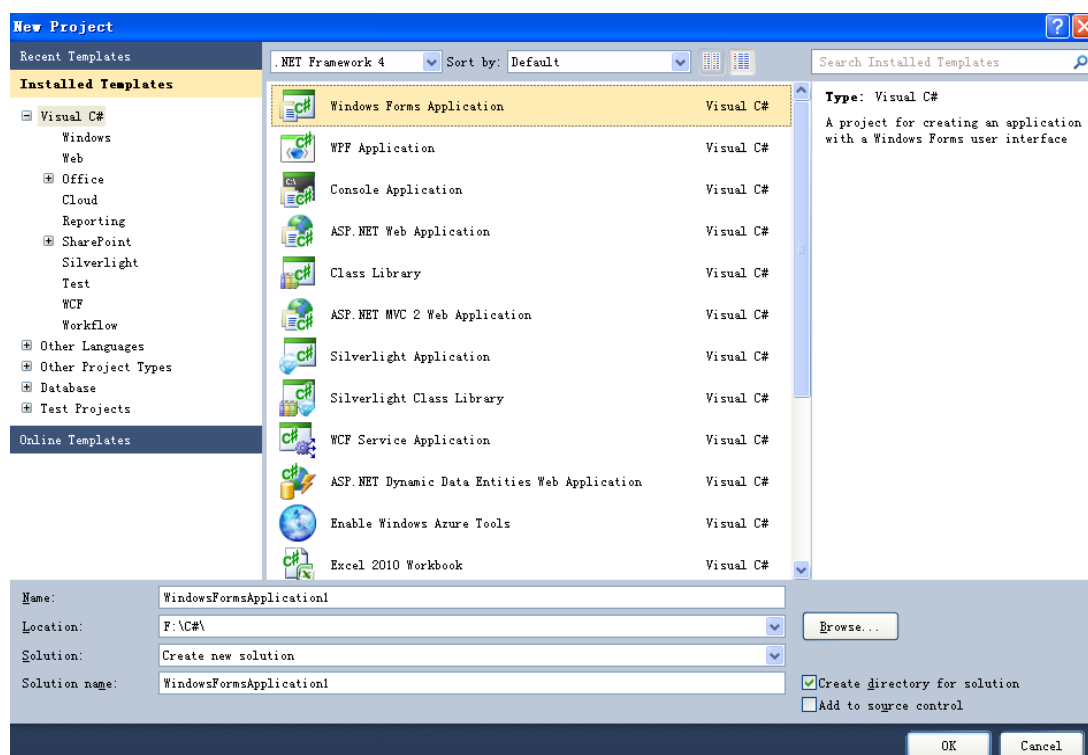 New Project
Recent Templates
Installed Templates
Visual C#
Windows
Web
Office
Cloud
Reporting
SharePoint
Silverlight
Test
WCF
Workflow
Other Languages
Other Project Types
Database
Test Projects
Online Templates
.NET Framework 4 Sort by: Default
Windows Forms Application Visual C#
WPF Application Visual C#
Console Application Visual C#
ASP.NET Web Application Visual C#
Class Library Visual C#
ASP.NET MVC 2 Web Application Visual C#
Silverlight Application Visual C#
Silverlight Class Library Visual C#
WCF Service Application Visual C#
ASP.NET Dynamic Data Entities Web Application Visual C#
Enable Windows Azure Tools Visual C#
Excel 2010 Workbook Visual C#
Search Installed Templates
Type: Visual C#
A project for creating an application
with a Windows Forms user interface
Name: WindowsFormsApplication1
Location: F:\C#\ Browse...
Solution: Create new solution
Solution name: WindowsFormsApplication1
Create directory for solution
Add to source control
OK Cancel